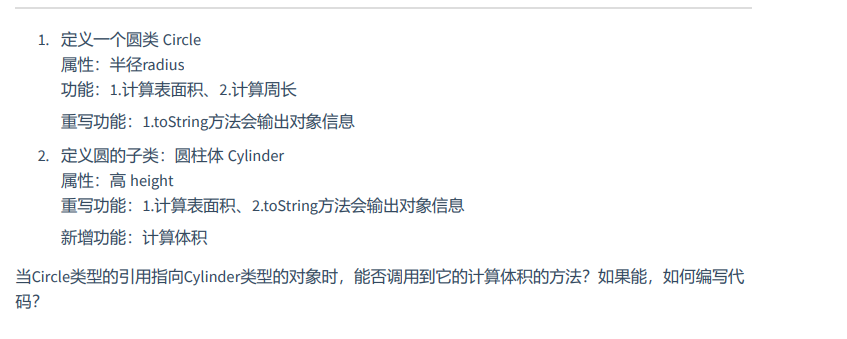 1. 定义一个圆类 Circle
属性：半径radius
功能：1.计算表面积、2.计算周长
重写功能：1.toString方法会输出对象信息
2. 定义圆的子类：圆柱体 Cylinder
属性：高 height
重写功能：1.计算表面积、2.toString方法会输出对象信息
新增功能：计算体积
当Circle类型的引用指向Cylinder类型的对象时，能否调用到它的计算体积的方法？如果能，如何编写代
码？